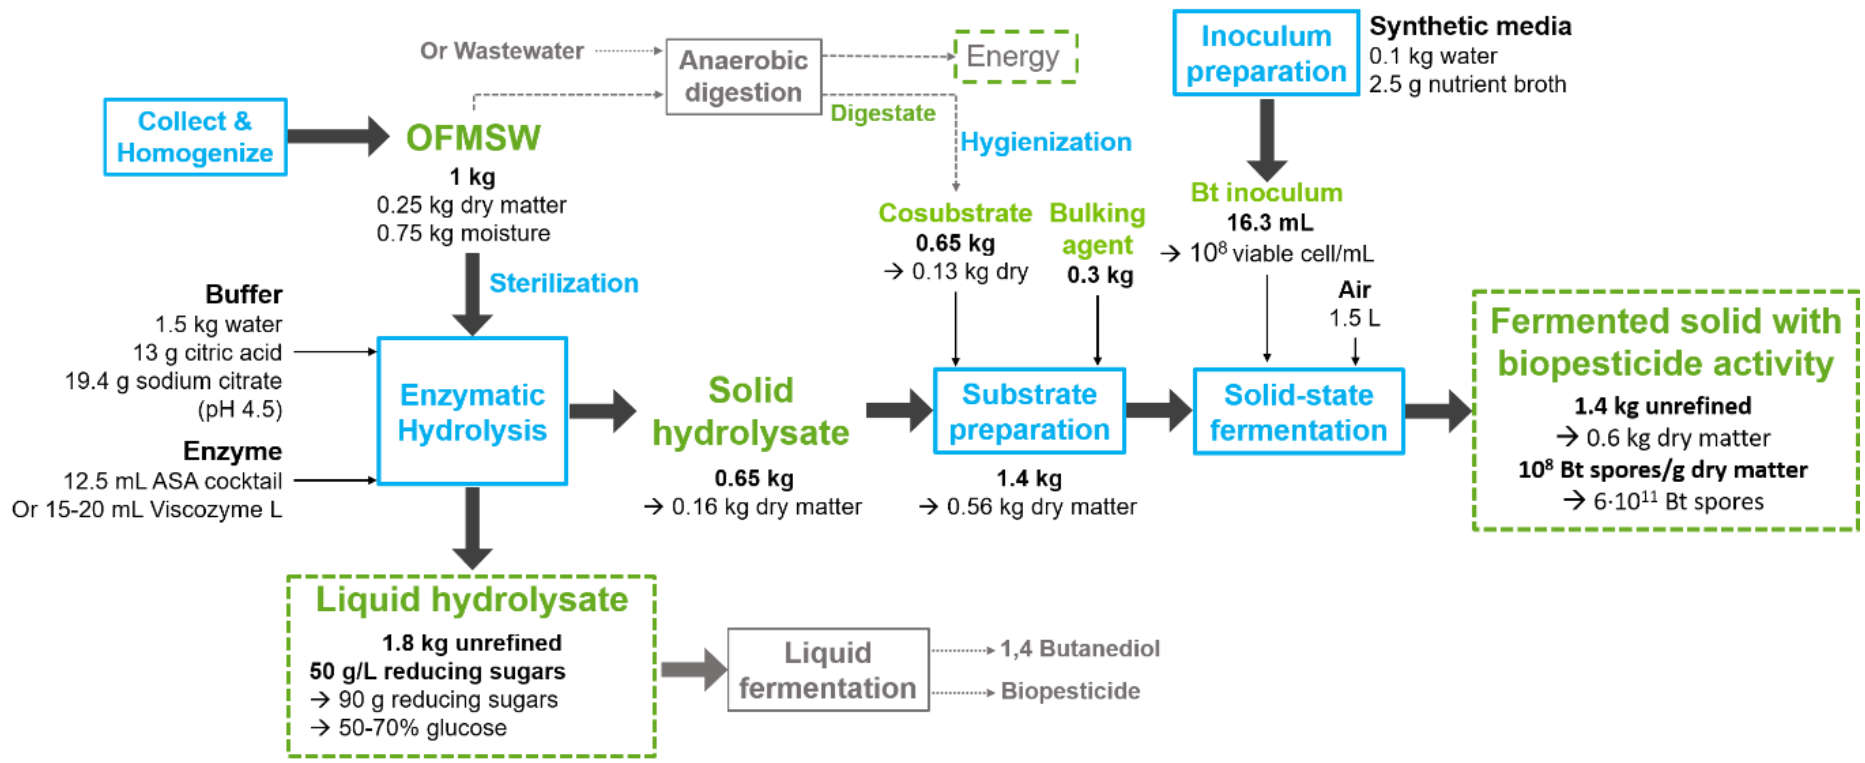 Collect &
Homogenize
OFMSW
1 kg
0.25 kg dry matter
0.75 kg moisture
Or Wastewater
Anaerobic
digestion
Energy
Digestate
Hygienization
Inoculum
preparation
Synthetic media
0.1 kg water
2.5 g nutrient broth
Sterilization
Cosubstrate
0.65 kg
→ 0.13 kg dry
Bulking
agent
0.3 kg
Bt inoculum
16.3 mL
→ 10⁸ viable cell/mL
Air
1.5 L
Buffer
1.5 kg water
13 g citric acid
19.4 g sodium citrate
(pH 4.5)
Enzyme
12.5 mL ASA cocktail
Or 15-20 mL Viscozyme L
Enzymatic
Hydrolysis
Solid
hydrolysate
0.65 kg
→ 0.16 kg dry matter
Substrate
preparation
1.4 kg
→ 0.56 kg dry matter
Solid-state
fermentation
Fermented solid with
biopesticide activity
1.4 kg unrefined
→ 0.6 kg dry matter
10⁸ Bt spores/g dry matter
→ 6·10¹¹ Bt spores
Liquid hydrolysate
1.8 kg unrefined
50 g/L reducing sugars
→ 90 g reducing sugars
→ 50-70% glucose
Liquid
fermentation
1,4 Butanediol
Biopesticide